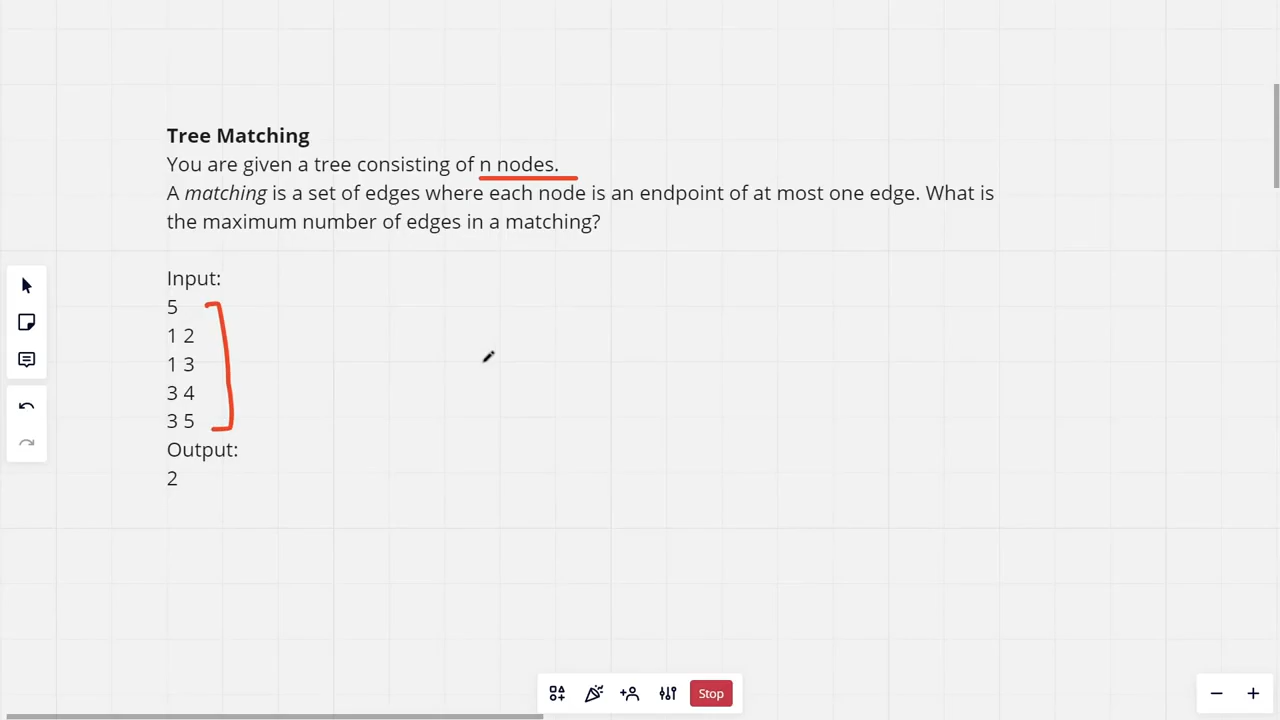 Tree Matching
You are given a tree consisting of n nodes.
A matching is a set of edges where each node is an endpoint of at most one edge. What is
the maximum number of edges in a matching?
Input:
5
1 2
1 3
3 4
3 5
Output:
2
Stop